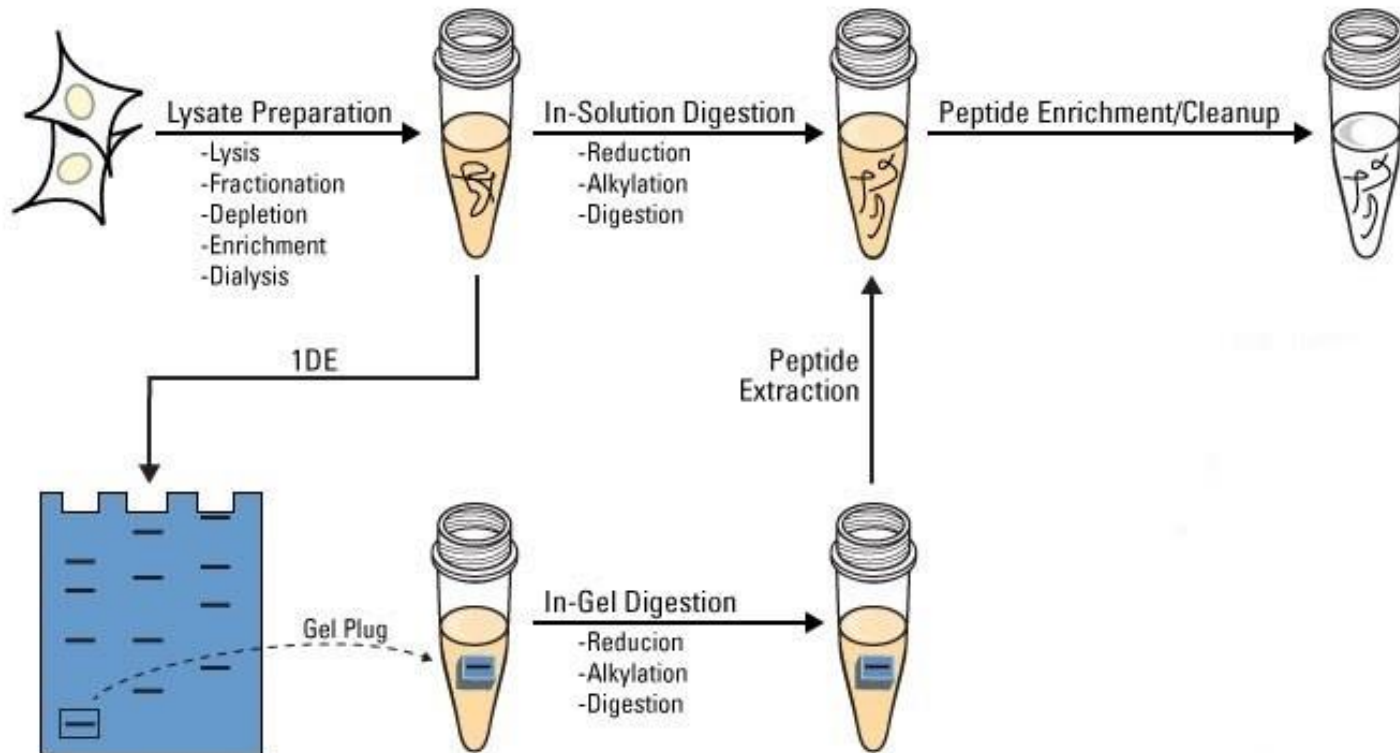 Lysate Preparation
-Lysis
-Fractionation
-Depletion
-Enrichment
-Dialysis
In-Solution Digestion
-Reduction
-Alkylation
-Digestion
Peptide Enrichment/Cleanup
1DE
Peptide
Extraction
Gel Plug
In-Gel Digestion
-Reducion
-Alkylation
-Digestion